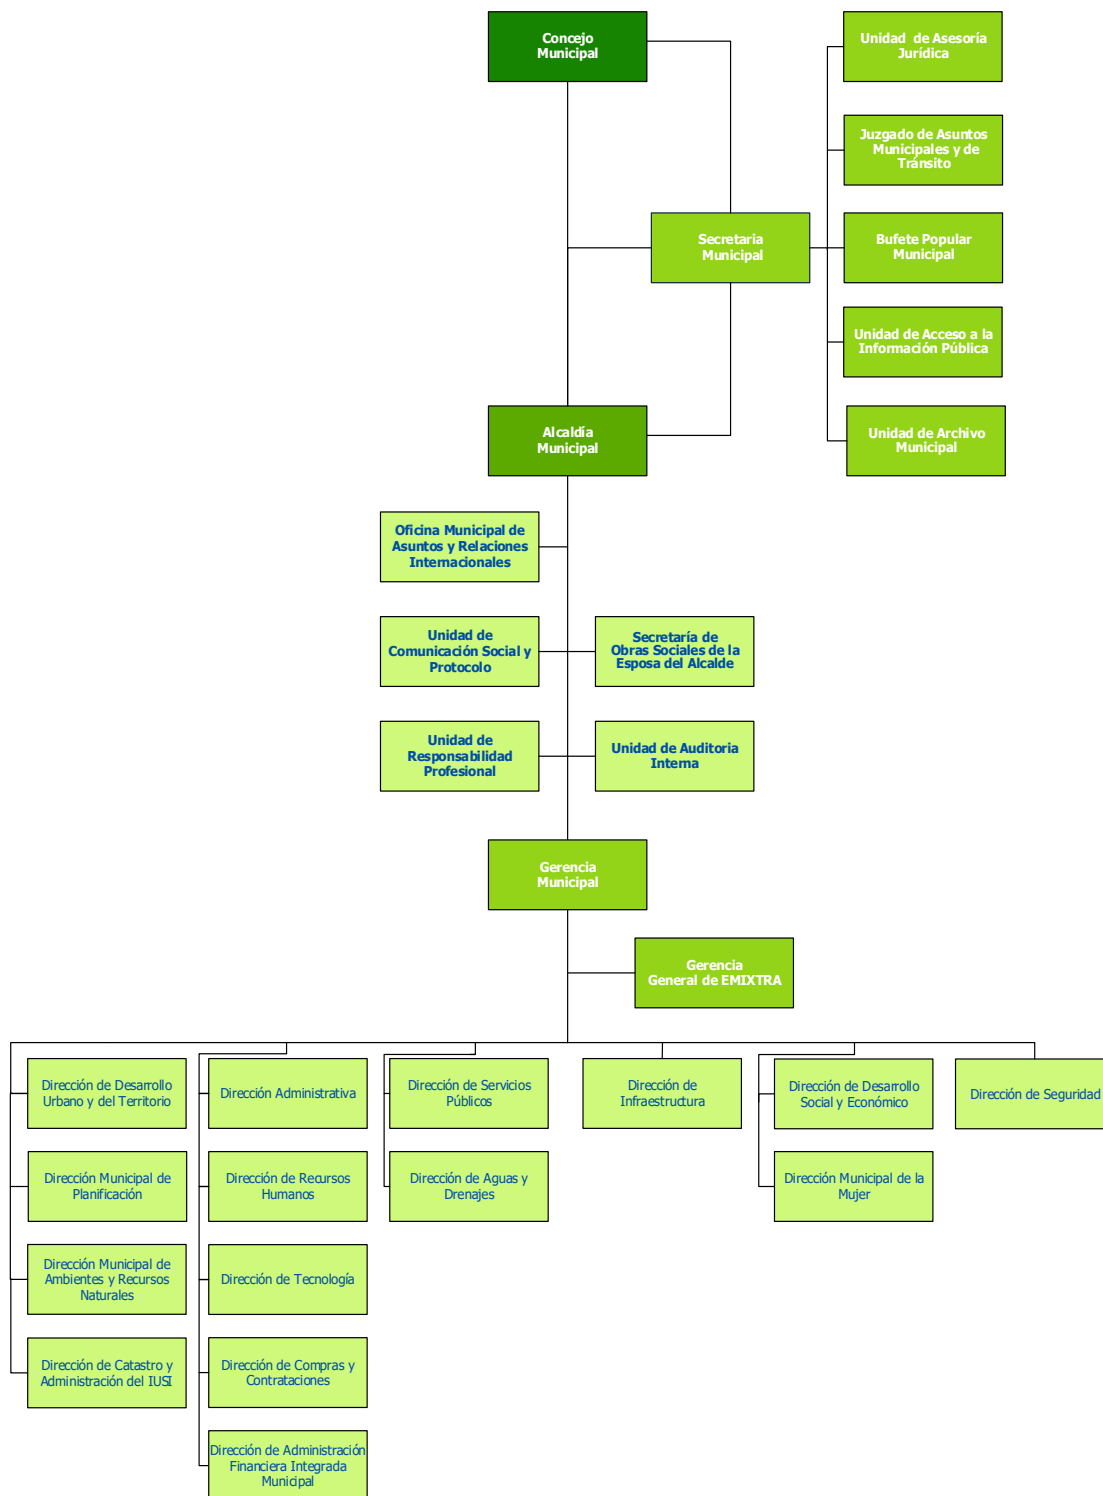 Concejo
Municipal
Unidad  de Asesoría
Jurídica
Juzgado de Asuntos
Municipales y de
Tránsito
Secretaria
Municipal
Bufete Popular
Municipal
Unidad de Acceso a la
Información Pública
Alcaldía
Municipal
Unidad de Archivo
Municipal
Oficina Municipal de
Asuntos y Relaciones
Internacionales
Unidad de
Comunicación Social y
Protocolo
Secretaría de
Obras Sociales de la
Esposa del Alcalde
Unidad de
Responsabilidad
Profesional
Unidad de Auditoria
Interna
Gerencia
Municipal
Gerencia
General de EMIXTRA
Dirección de Desarrollo
Urbano y del Territorio
Dirección Administrativa
Dirección de Servicios
Públicos
Dirección de
Infraestructura
Dirección de Desarrollo
Social y Económico
Dirección de Seguridad
Dirección Municipal de
Planificación
Dirección de Recursos
Humanos
Dirección de Aguas y
Drenajes
Dirección Municipal de la
Mujer
Dirección Municipal de
Ambientes y Recursos
Naturales
Dirección de Tecnología
Dirección de Catastro y
Administración del IUSI
Dirección de Compras y
Contrataciones
Dirección de Administración
Financiera Integrada
Municipal